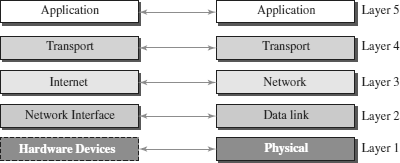 Application Application Layer 5
Transport Transport Layer 4
Internet Network Layer 3
Network Interface Data link Layer 2
Hardware Devices Physical Layer 1